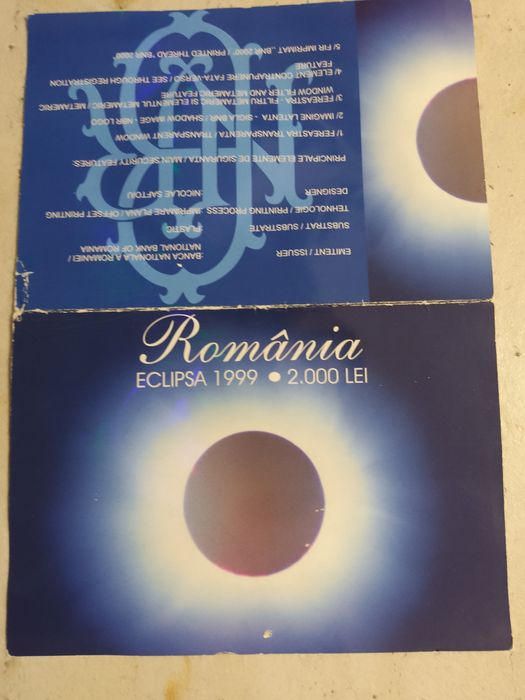 România
ECLIPSA 1999 • 2.000 LEI
EMITENT / ISSUER :BANCA NATIONALA A ROMANIEI /
NATIONAL BANK OF ROMANIA
SUBSTRAT / SUBSTRATE :PLASTIC
TEHNOLOGIE / PRINTING PROCESS :IMPRIMARE PLANA / OFFSET PRINTING
DESIGNER :NICOLAE SAFTOIU
PRINCIPALE ELEMENTE DE SIGURANTA / MAIN SECURITY FEATURES:
1/ FEREASTRA TRANSPARENTA / TRANSPARENT WINDOW
2/ IMAGINE LATENTA - SIGLA BNR / SHADOW IMAGE - NBR LOGO
3/ FEREASTRA - FILTRU METAMERIC SI ELEMENTUL METAMERIC / METAMERIC
WINDOW FILTER AND METAMERIC FEATURE
4/ ELEMENT CONTRAPUNERE FATA-VERSO / SEE THROUGH REGISTRATION
FEATURE
5/ FIR IMPRIMAT ,,BNR 2000" / PRINTED THREAD "BNR 2000"